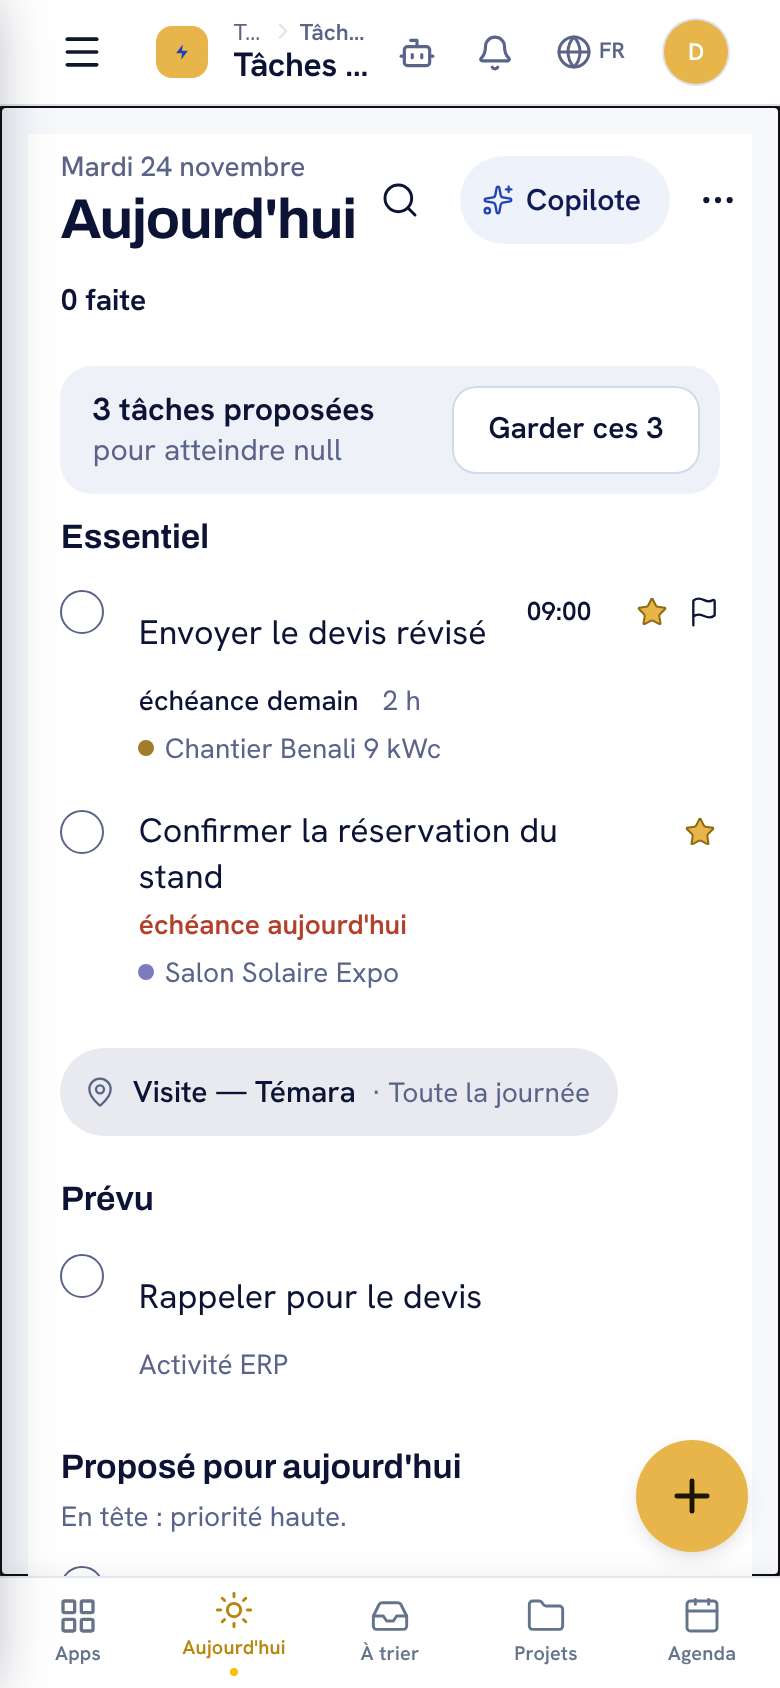 T... > Tâch...
Tâches ...
FR
D
Mardi 24 novembre
Aujourd'hui
Copilote
0 faite
3 tâches proposées
pour atteindre null
Garder ces 3
Essentiel
Envoyer le devis révisé
09:00
échéance demain 2 h
Chantier Benali 9 kWc
Confirmer la réservation du
stand
échéance aujourd'hui
Salon Solaire Expo
Visite — Témara · Toute la journée
Prévu
Rappeler pour le devis
Activité ERP
Proposé pour aujourd'hui
En tête : priorité haute.
Apps
Aujourd'hui
À trier
Projets
Agenda